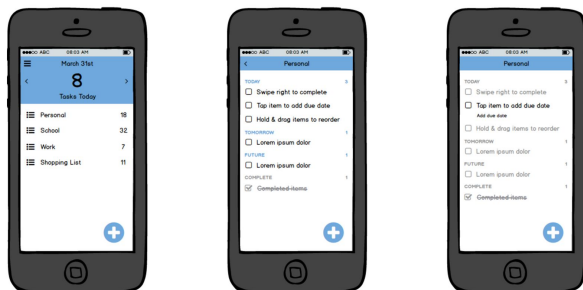 ABC 08:03 AM
March 31st
< 8 >
Tasks Today
Personal 18
School 32
Work 7
Shopping List 11
ABC 08:03 AM
< Personal
TODAY 3
Swipe right to complete
Tap item to add due date
Hold & drag items to reorder
TOMORROW 1
Lorem ipsum dolor
FUTURE 1
Lorem ipsum dolor
COMPLETE 1
Completed items
ABC 08:03 AM
Personal
TODAY
Swipe right to complete
Tap item to add due date
Add due date
Hold & drag items to reorder
TOMORROW 1
Lorem ipsum dolor
FUTURE 1
Lorem ipsum dolor
COMPLETE 1
Completed items